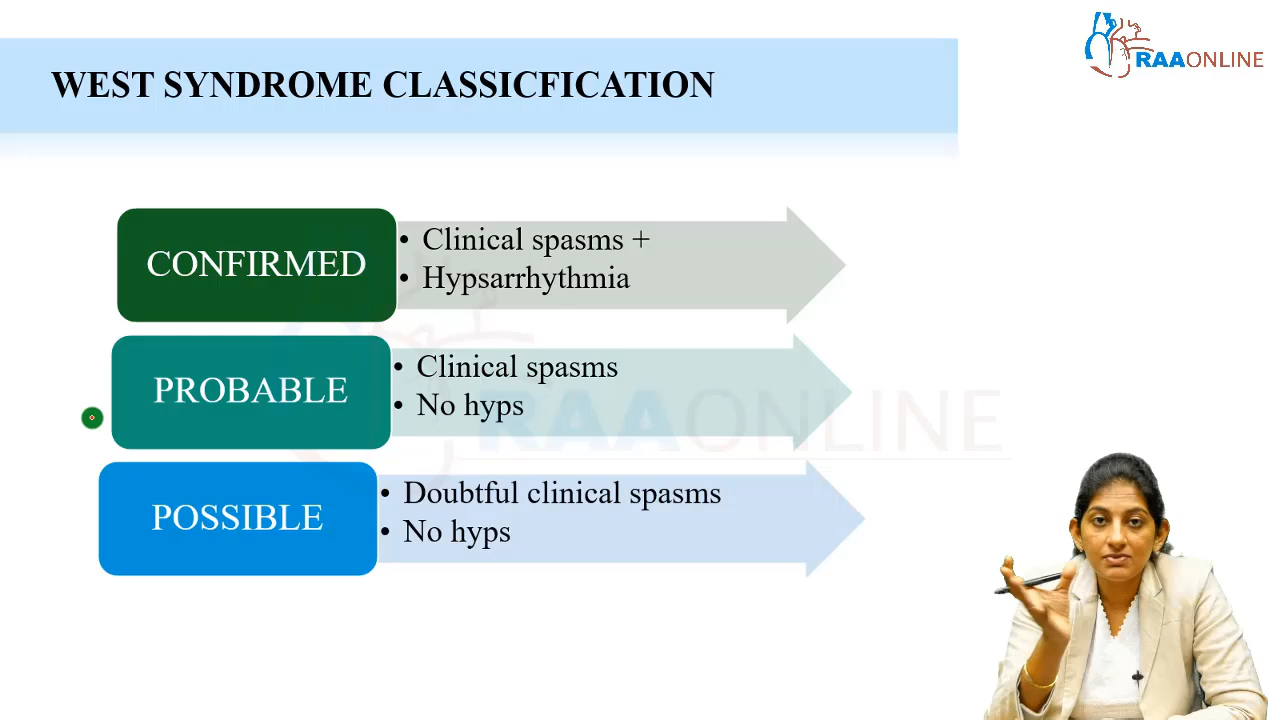 RAAONLINE
WEST SYNDROME CLASSICFICATION
CONFIRMED
• Clinical spasms +
• Hypsarrhythmia
PROBABLE
• Clinical spasms
• No hyps
RAAONLINE
POSSIBLE
• Doubtful clinical spasms
• No hyps